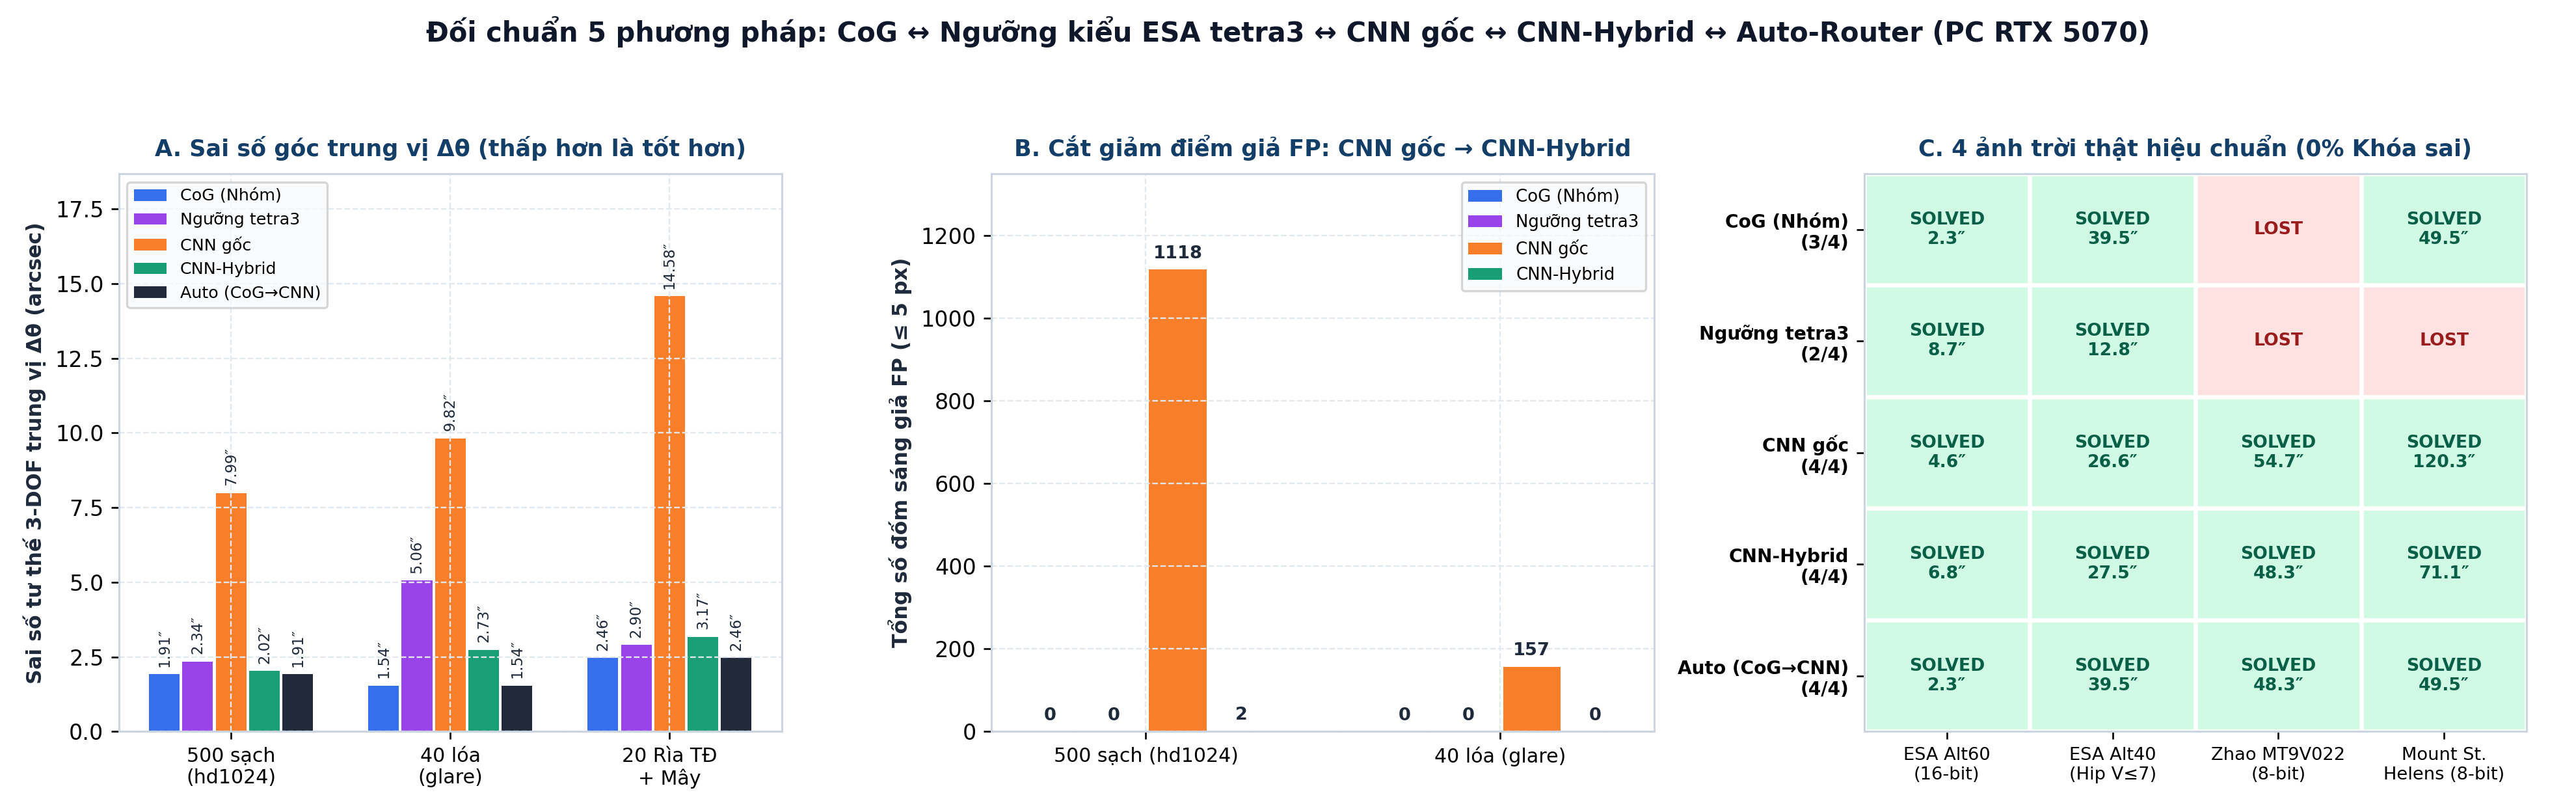 Đối chuẩn 5 phương pháp: CoG ↔ Ngưỡng kiểu ESA tetra3 ↔ CNN gốc ↔ CNN-Hybrid ↔ Auto-Router (PC RTX 5070)
A. Sai số góc trung vị Δθ (thấp hơn là tốt hơn)
Sai số tư thế 3-DOF trung vị Δθ (arcsec)
17.5
15.0
12.5
10.0
7.5
5.0
2.5
0.0
CoG (Nhóm)
Ngưỡng tetra3
CNN gốc
CNN-Hybrid
Auto (CoG→CNN)
1.91″
2.34″
7.99″
2.02″
1.91″
1.54″
5.06″
9.82″
2.73″
1.54″
2.46″
2.90″
14.58″
3.17″
2.46″
500 sạch
(hd1024)
40 lóa
(glare)
20 Rìa TĐ
+ Mây
B. Cắt giảm điểm giả FP: CNN gốc → CNN-Hybrid
Tổng số đốm sáng giả FP (≤ 5 px)
1200
1000
800
600
400
200
0
CoG (Nhóm)
Ngưỡng tetra3
CNN gốc
CNN-Hybrid
0
0
1118
2
0
0
157
0
500 sạch (hd1024)
40 lóa (glare)
C. 4 ảnh trời thật hiệu chuẩn (0% Khóa sai)
CoG (Nhóm)
(3/4)
SOLVED
2.3″
SOLVED
39.5″
LOST
SOLVED
49.5″
Ngưỡng tetra3
(2/4)
SOLVED
8.7″
SOLVED
12.8″
LOST
LOST
CNN gốc
(4/4)
SOLVED
4.6″
SOLVED
26.6″
SOLVED
54.7″
SOLVED
120.3″
CNN-Hybrid
(4/4)
SOLVED
6.8″
SOLVED
27.5″
SOLVED
48.3″
SOLVED
71.1″
Auto (CoG→CNN)
(4/4)
SOLVED
2.3″
SOLVED
39.5″
SOLVED
48.3″
SOLVED
49.5″
ESA Alt60
(16-bit)
ESA Alt40
(Hip V≤7)
Zhao MT9V022
(8-bit)
Mount St.
Helens (8-bit)